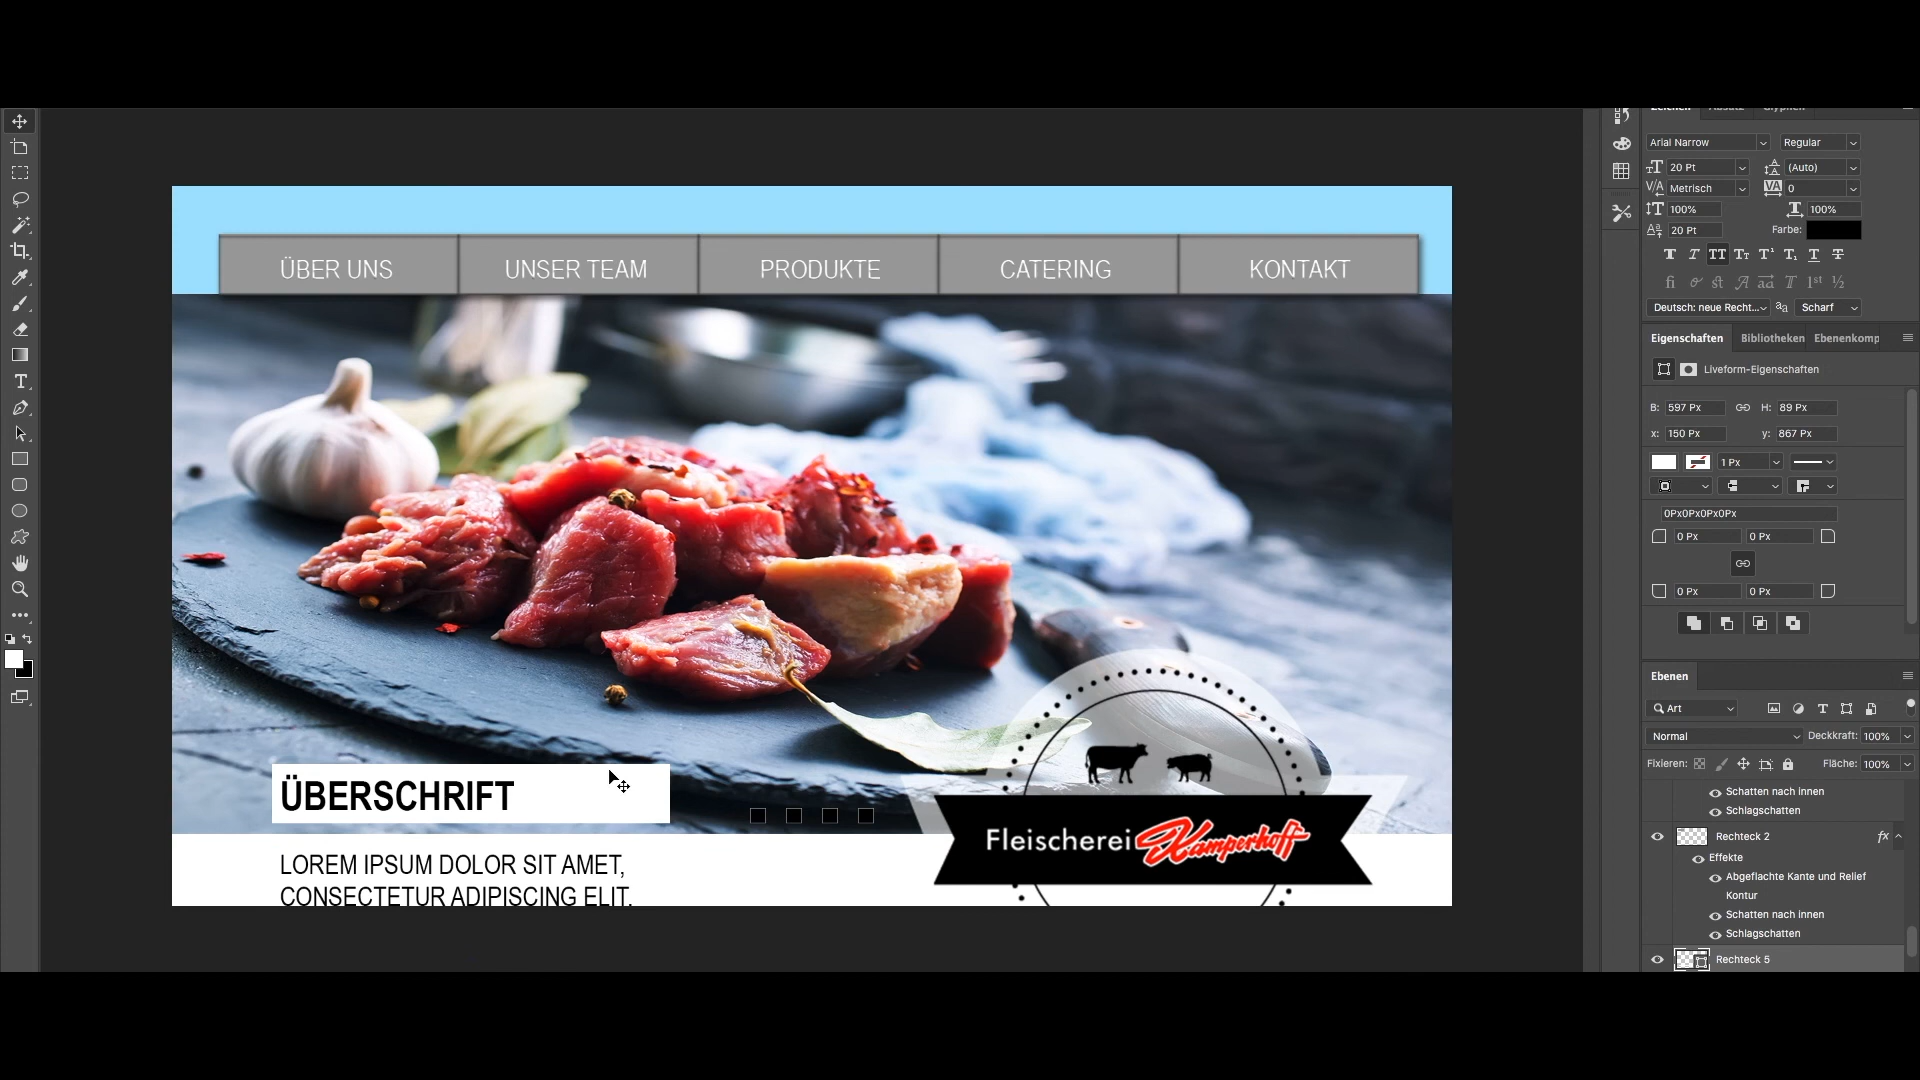 Arial Narrow Regular
20 Pt (Auto)
Metrisch 0
100% 100%
20 Pt Farbe:
Deutsch: neue Recht... Scharf
Eigenschaften Bibliotheken Ebenenkomp
Liveform-Eigenschaften
B: 597 Px H: 89 Px
x: 150 Px y: 867 Px
1 Px
0Px0Px0Px0Px
0 Px 0 Px
0 Px 0 Px
Ebenen
Art
Normal Deckkraft: 100%
Fixieren: Fläche: 100%
Schatten nach innen
Schlagschatten
Rechteck 2 fx
Effekte
Abgeflachte Kante und Relief
Kontur
Schatten nach innen
Schlagschatten
Rechteck 5
ÜBER UNS UNSER TEAM PRODUKTE CATERING KONTAKT
ÜBERSCHRIFT
LOREM IPSUM DOLOR SIT AMET,
CONSECTETUR ADIPISCING ELIT.
Fleischerei Kamperhoff